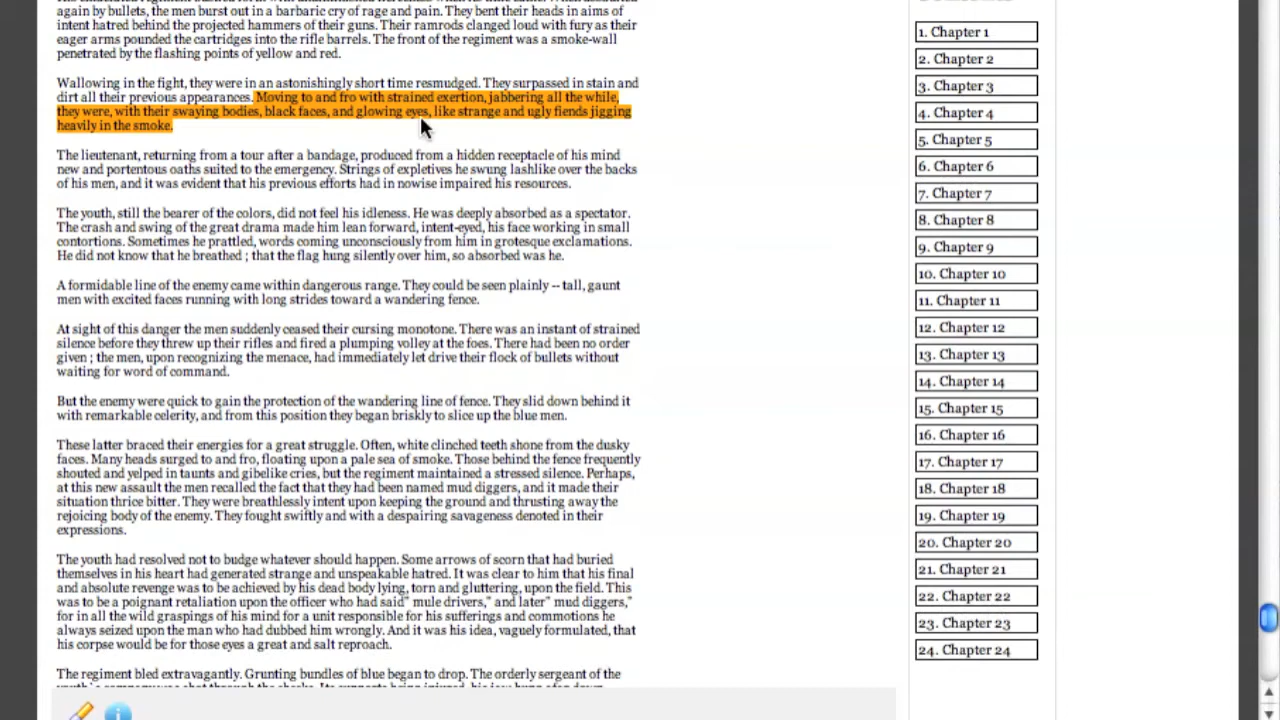 again by bullets, the men burst out in a barbaric cry of rage and pain. They bent their heads in aims of
intent hatred behind the projected hammers of their guns. Their ramrods clanged loud with fury as their
eager arms pounded the cartridges into the rifle barrels. The front of the regiment was a smoke-wall
penetrated by the flashing points of yellow and red.
Wallowing in the fight, they were in an astonishingly short time resmudged. They surpassed in stain and
dirt all their previous appearances. Moving to and fro with strained exertion, jabbering all the while,
they were, with their swaying bodies, black faces, and glowing eyes, like strange and ugly fiends jigging
heavily in the smoke.
The lieutenant, returning from a tour after a bandage, produced from a hidden receptacle of his mind
new and portentous oaths suited to the emergency. Strings of expletives he swung lashlike over the backs
of his men, and it was evident that his previous efforts had in nowise impaired his resources.
The youth, still the bearer of the colors, did not feel his idleness. He was deeply absorbed as a spectator.
The crash and swing of the great drama made him lean forward, intent-eyed, his face working in small
contortions. Sometimes he prattled, words coming unconsciously from him in grotesque exclamations.
He did not know that he breathed ; that the flag hung silently over him, so absorbed was he.
A formidable line of the enemy came within dangerous range. They could be seen plainly -- tall, gaunt
men with excited faces running with long strides toward a wandering fence.
At sight of this danger the men suddenly ceased their cursing monotone. There was an instant of strained
silence before they threw up their rifles and fired a plumping volley at the foes. There had been no order
given ; the men, upon recognizing the menace, had immediately let drive their flock of bullets without
waiting for word of command.
But the enemy were quick to gain the protection of the wandering line of fence. They slid down behind it
with remarkable celerity, and from this position they began briskly to slice up the blue men.
These latter braced their energies for a great struggle. Often, white clinched teeth shone from the dusky
faces. Many heads surged to and fro, floating upon a pale sea of smoke. Those behind the fence frequently
shouted and yelped in taunts and gibelike cries, but the regiment maintained a stressed silence. Perhaps,
at this new assault the men recalled the fact that they had been named mud diggers, and it made their
situation thrice bitter. They were breathlessly intent upon keeping the ground and thrusting away the
rejoicing body of the enemy. They fought swiftly and with a despairing savageness denoted in their
expressions.
The youth had resolved not to budge whatever should happen. Some arrows of scorn that had buried
themselves in his heart had generated strange and unspeakable hatred. It was clear to him that his final
and absolute revenge was to be achieved by his dead body lying, torn and gluttering, upon the field. This
was to be a poignant retaliation upon the officer who had said" mule drivers," and later" mud diggers,"
for in all the wild graspings of his mind for a unit responsible for his sufferings and commotions he
always seized upon the man who had dubbed him wrongly. And it was his idea, vaguely formulated, that
his corpse would be for those eyes a great and salt reproach.
The regiment bled extravagantly. Grunting bundles of blue began to drop. The orderly sergeant of the
1. Chapter 1
2. Chapter 2
3. Chapter 3
4. Chapter 4
5. Chapter 5
6. Chapter 6
7. Chapter 7
8. Chapter 8
9. Chapter 9
10. Chapter 10
11. Chapter 11
12. Chapter 12
13. Chapter 13
14. Chapter 14
15. Chapter 15
16. Chapter 16
17. Chapter 17
18. Chapter 18
19. Chapter 19
20. Chapter 20
21. Chapter 21
22. Chapter 22
23. Chapter 23
24. Chapter 24